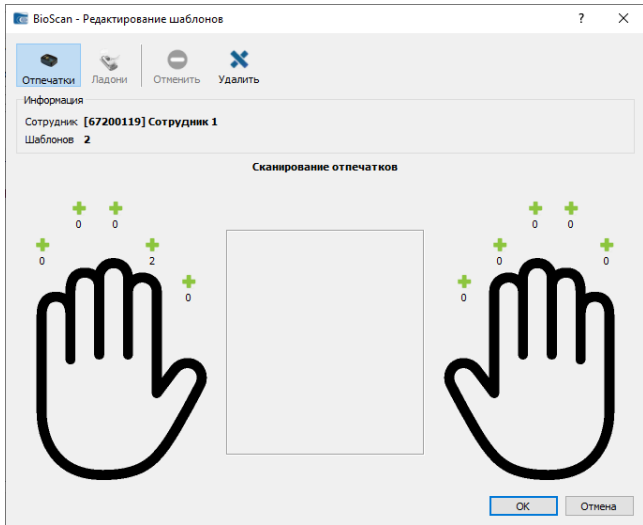 BioScan - Редактирование шаблонов
Отпечатки Ладони Отменить Удалить
Информация
Сотрудник [67200119] Сотрудник 1
Шаблонов 2
Сканирование отпечатков
0 0 0 0
0 2 0 0
0 0
OK Отмена